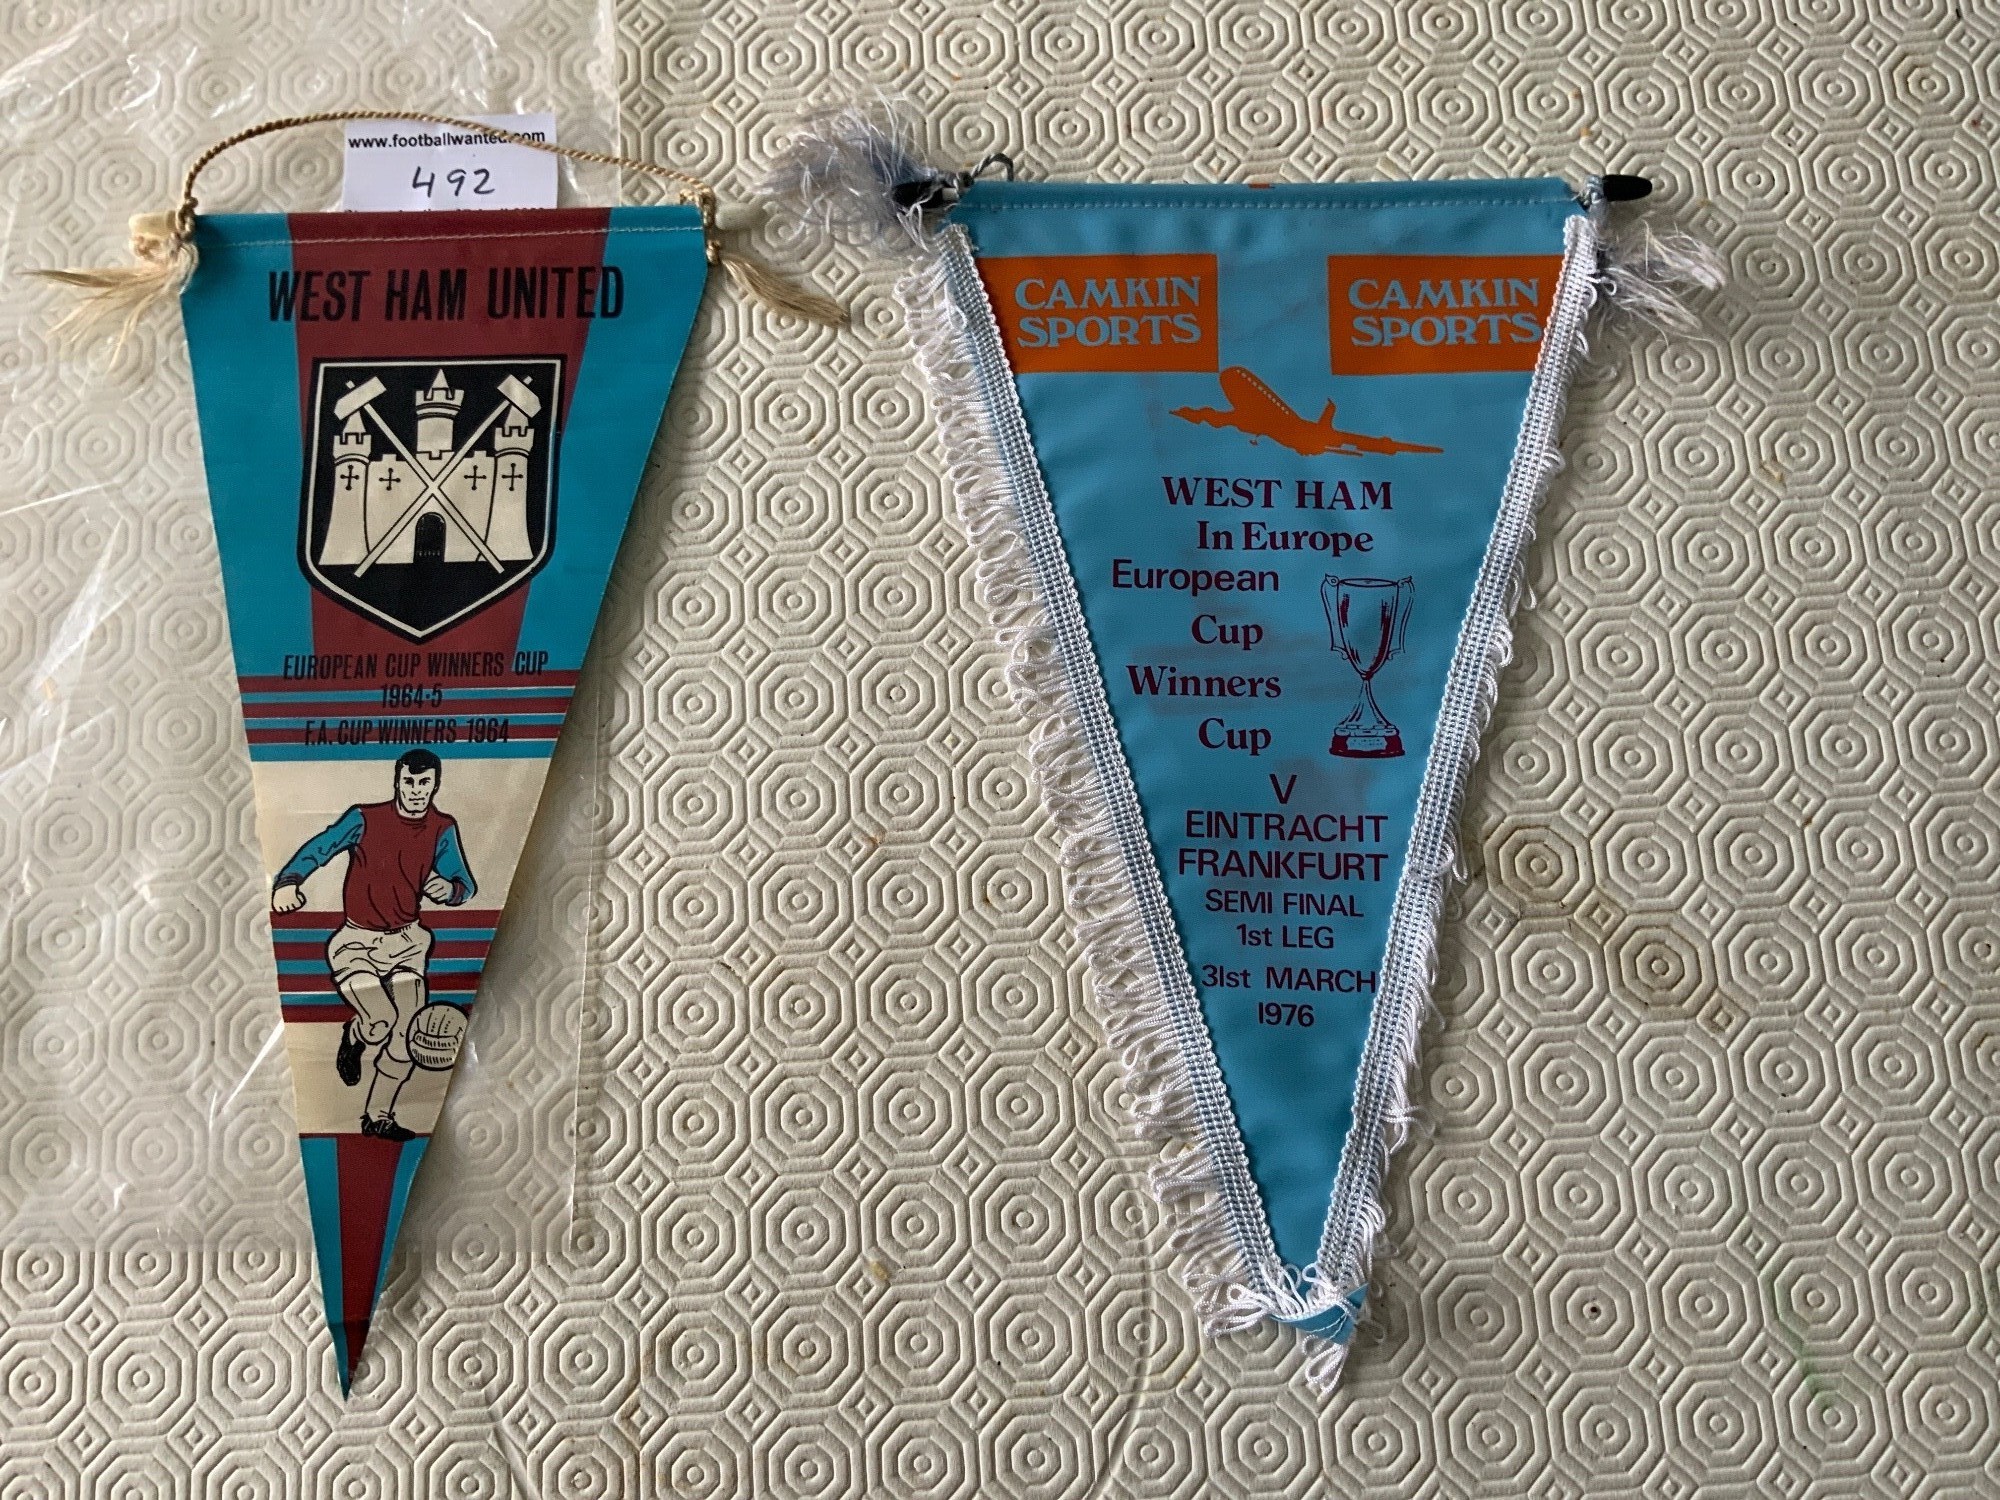 www.footballwanted.com
492
WEST HAM UNITED
EUROPEAN CUP WINNERS CUP
1964-5
F.A. CUP WINNERS 1964
CAMKIN
SPORTS
CAMKIN
SPORTS
WEST HAM
In Europe
European
Cup
Winners
Cup
V
EINTRACHT
FRANKFURT
SEMI FINAL
1st LEG
31st MARCH
1976